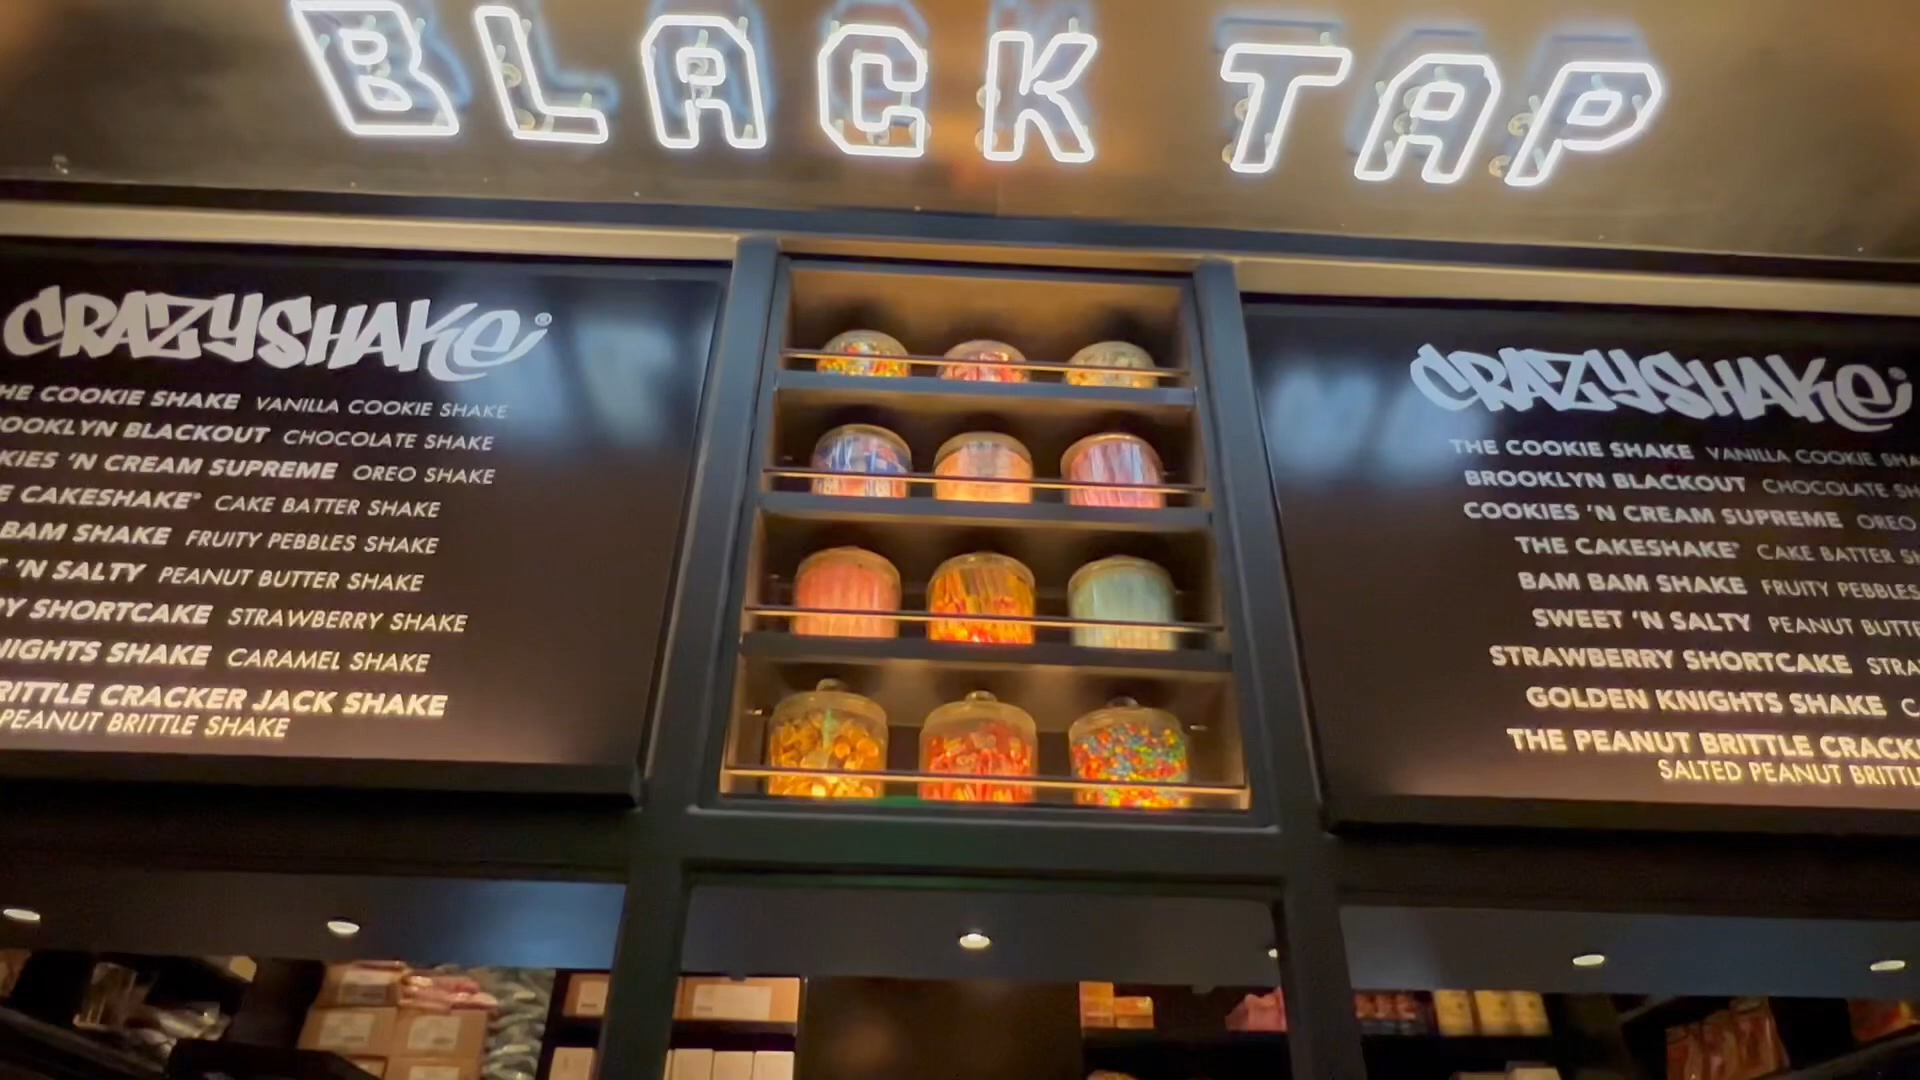 BLACK TAP
CRAZYSHAKE®
HE COOKIE SHAKE VANILLA COOKIE SHAKE
OOKLYN BLACKOUT CHOCOLATE SHAKE
KIES 'N CREAM SUPREME OREO SHAKE
E CAKESHAKE® CAKE BATTER SHAKE
BAM SHAKE FRUITY PEBBLES SHAKE
T 'N SALTY PEANUT BUTTER SHAKE
RY SHORTCAKE STRAWBERRY SHAKE
NIGHTS SHAKE CARAMEL SHAKE
RITTLE CRACKER JACK SHAKE
PEANUT BRITTLE SHAKE
CRAZYSHAKE®
THE COOKIE SHAKE VANILLA COOKIE SHA
BROOKLYN BLACKOUT CHOCOLATE SH
COOKIES 'N CREAM SUPREME OREO
THE CAKESHAKE® CAKE BATTER SH
BAM BAM SHAKE FRUITY PEBBLES
SWEET 'N SALTY PEANUT BUTTE
STRAWBERRY SHORTCAKE STRA
GOLDEN KNIGHTS SHAKE C
THE PEANUT BRITTLE CRACK
SALTED PEANUT BRITTL